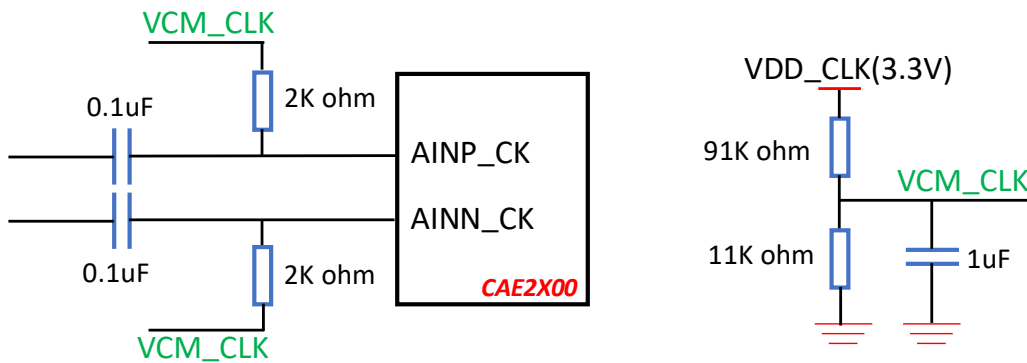 VCM_CLK
2K ohm
0.1uF
AINP_CK
AINN_CK
0.1uF
2K ohm
CAE2X00
VCM_CLK
VDD_CLK(3.3V)
91K ohm
VCM_CLK
11K ohm
1uF